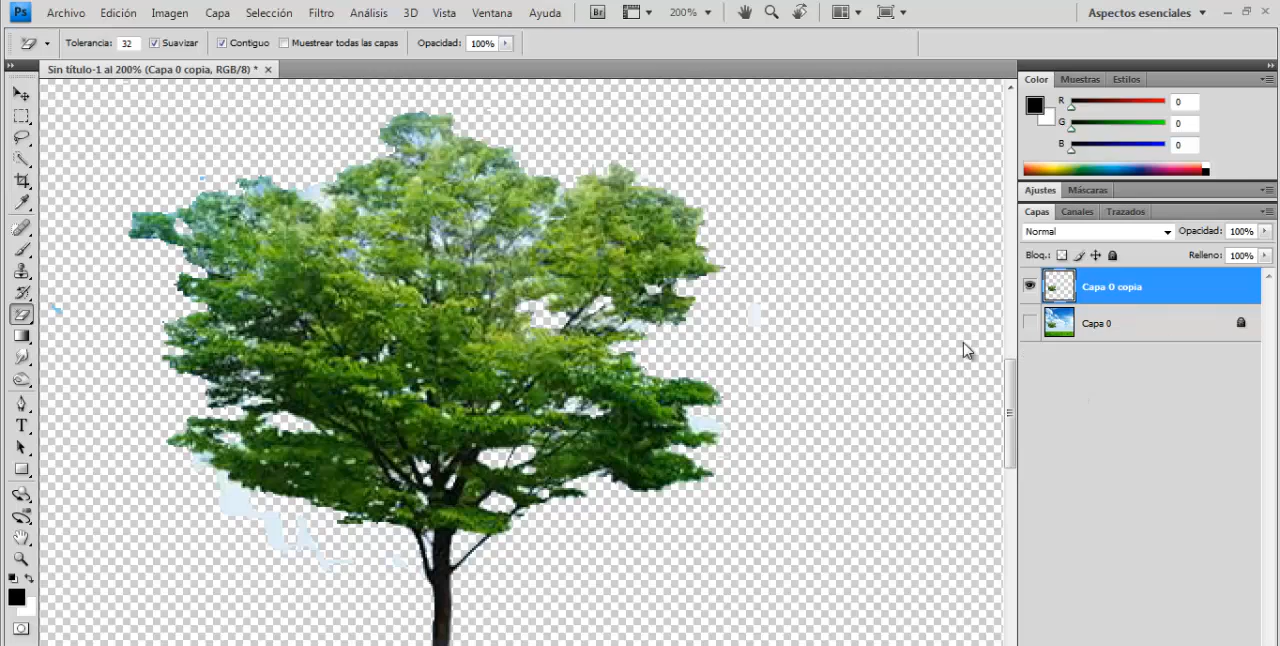 Ps Archivo Edición Imagen Capa Selección Filtro Análisis 3D Vista Ventana Ayuda Br 200% Aspectos esenciales
Tolerancia: 32 Suavizar Contiguo Muestrear todas las capas Opacidad: 100%
Sin título-1 al 200% (Capa 0 copia, RGB/8) *
Color Muestras Estilos
R 0
G 0
B 0
Ajustes Máscaras
Capas Canales Trazados
Normal Opacidad: 100%
Bloq.: Relleno: 100%
Capa 0 copia
Capa 0
T